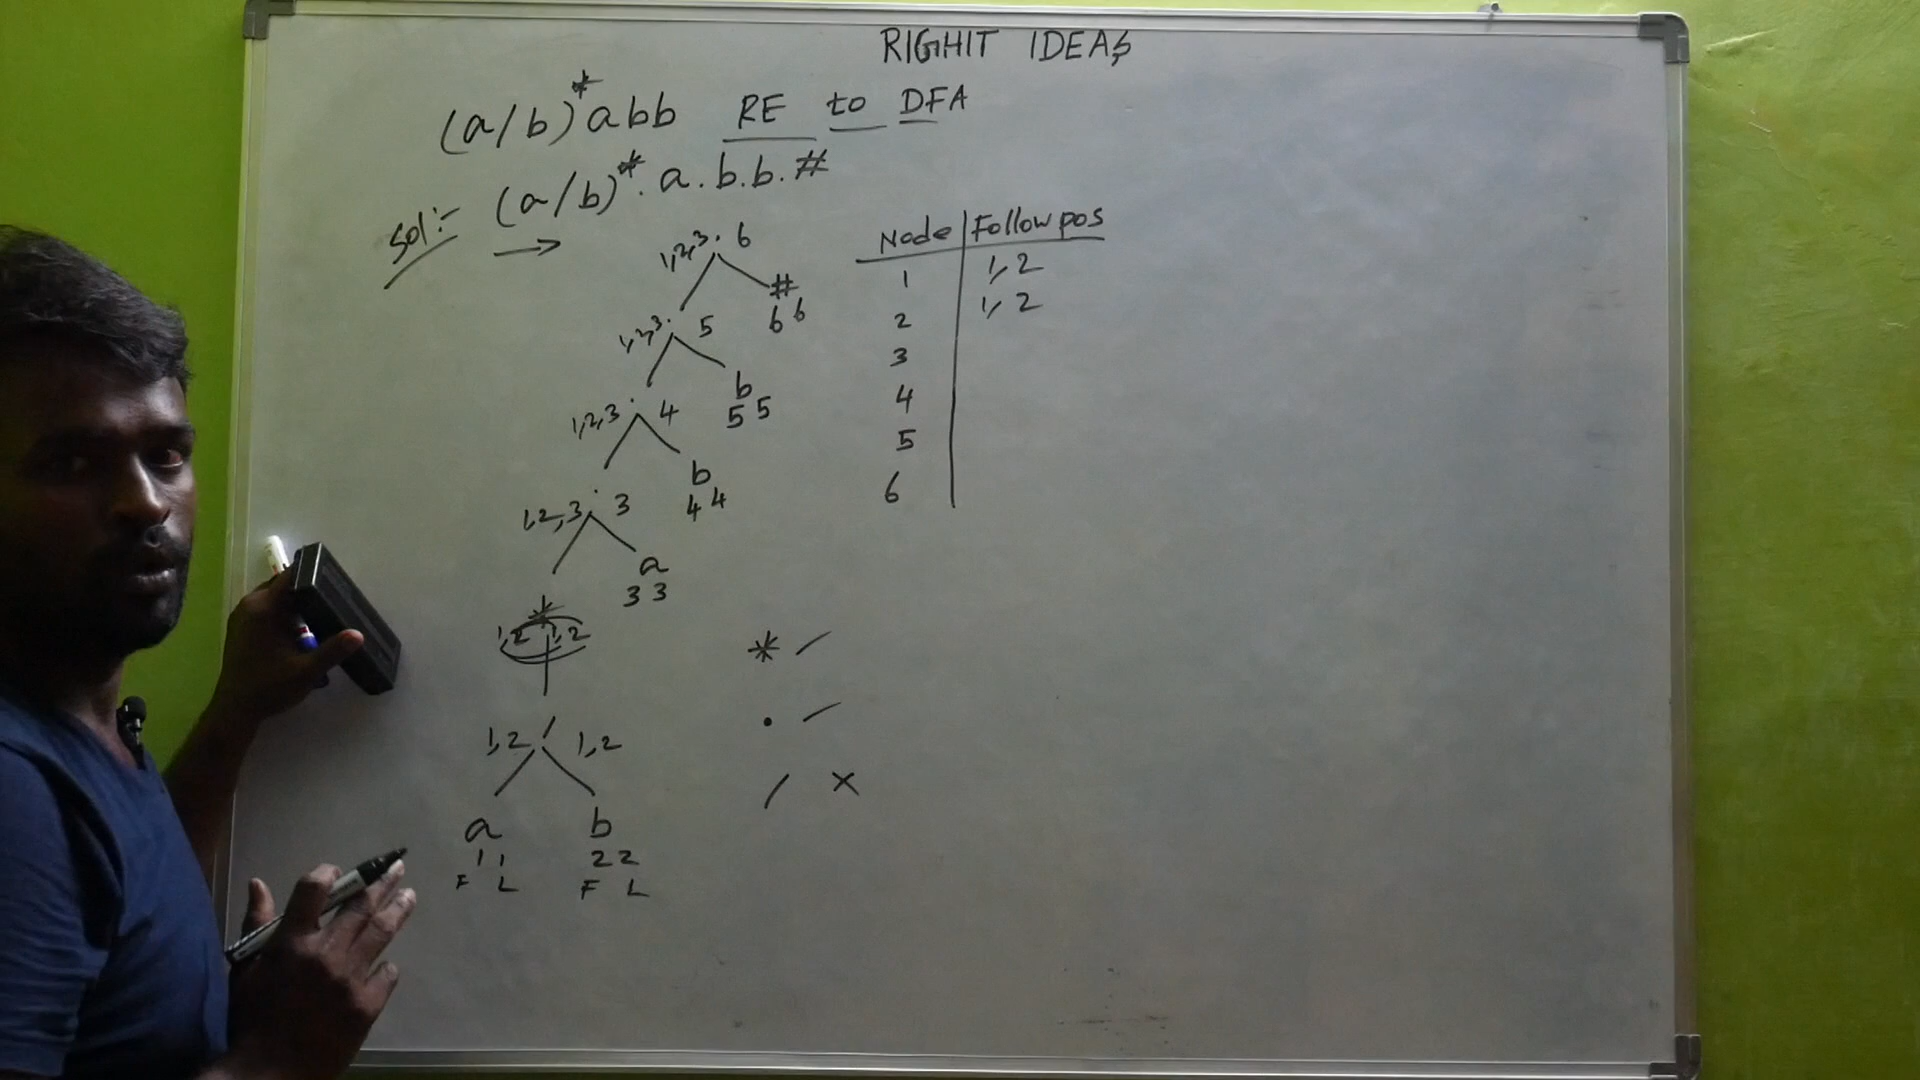 RIGHIT IDEAS
(a/b)*abb RE to DFA
Sol:- (a/b)*.a.b.b.#
1,2,3 . 6
#
6 6
1,2,3 . 5
b
5 5
1,2,3 . 4
b
4 4
1,2,3 . 3
a
3 3
*
1,2 1,2
1,2 / 1,2
a b
1 1 2 2
F L F L
Node Followpos
1 1,2
2 1,2
3
4
5
6
*
.
/ x